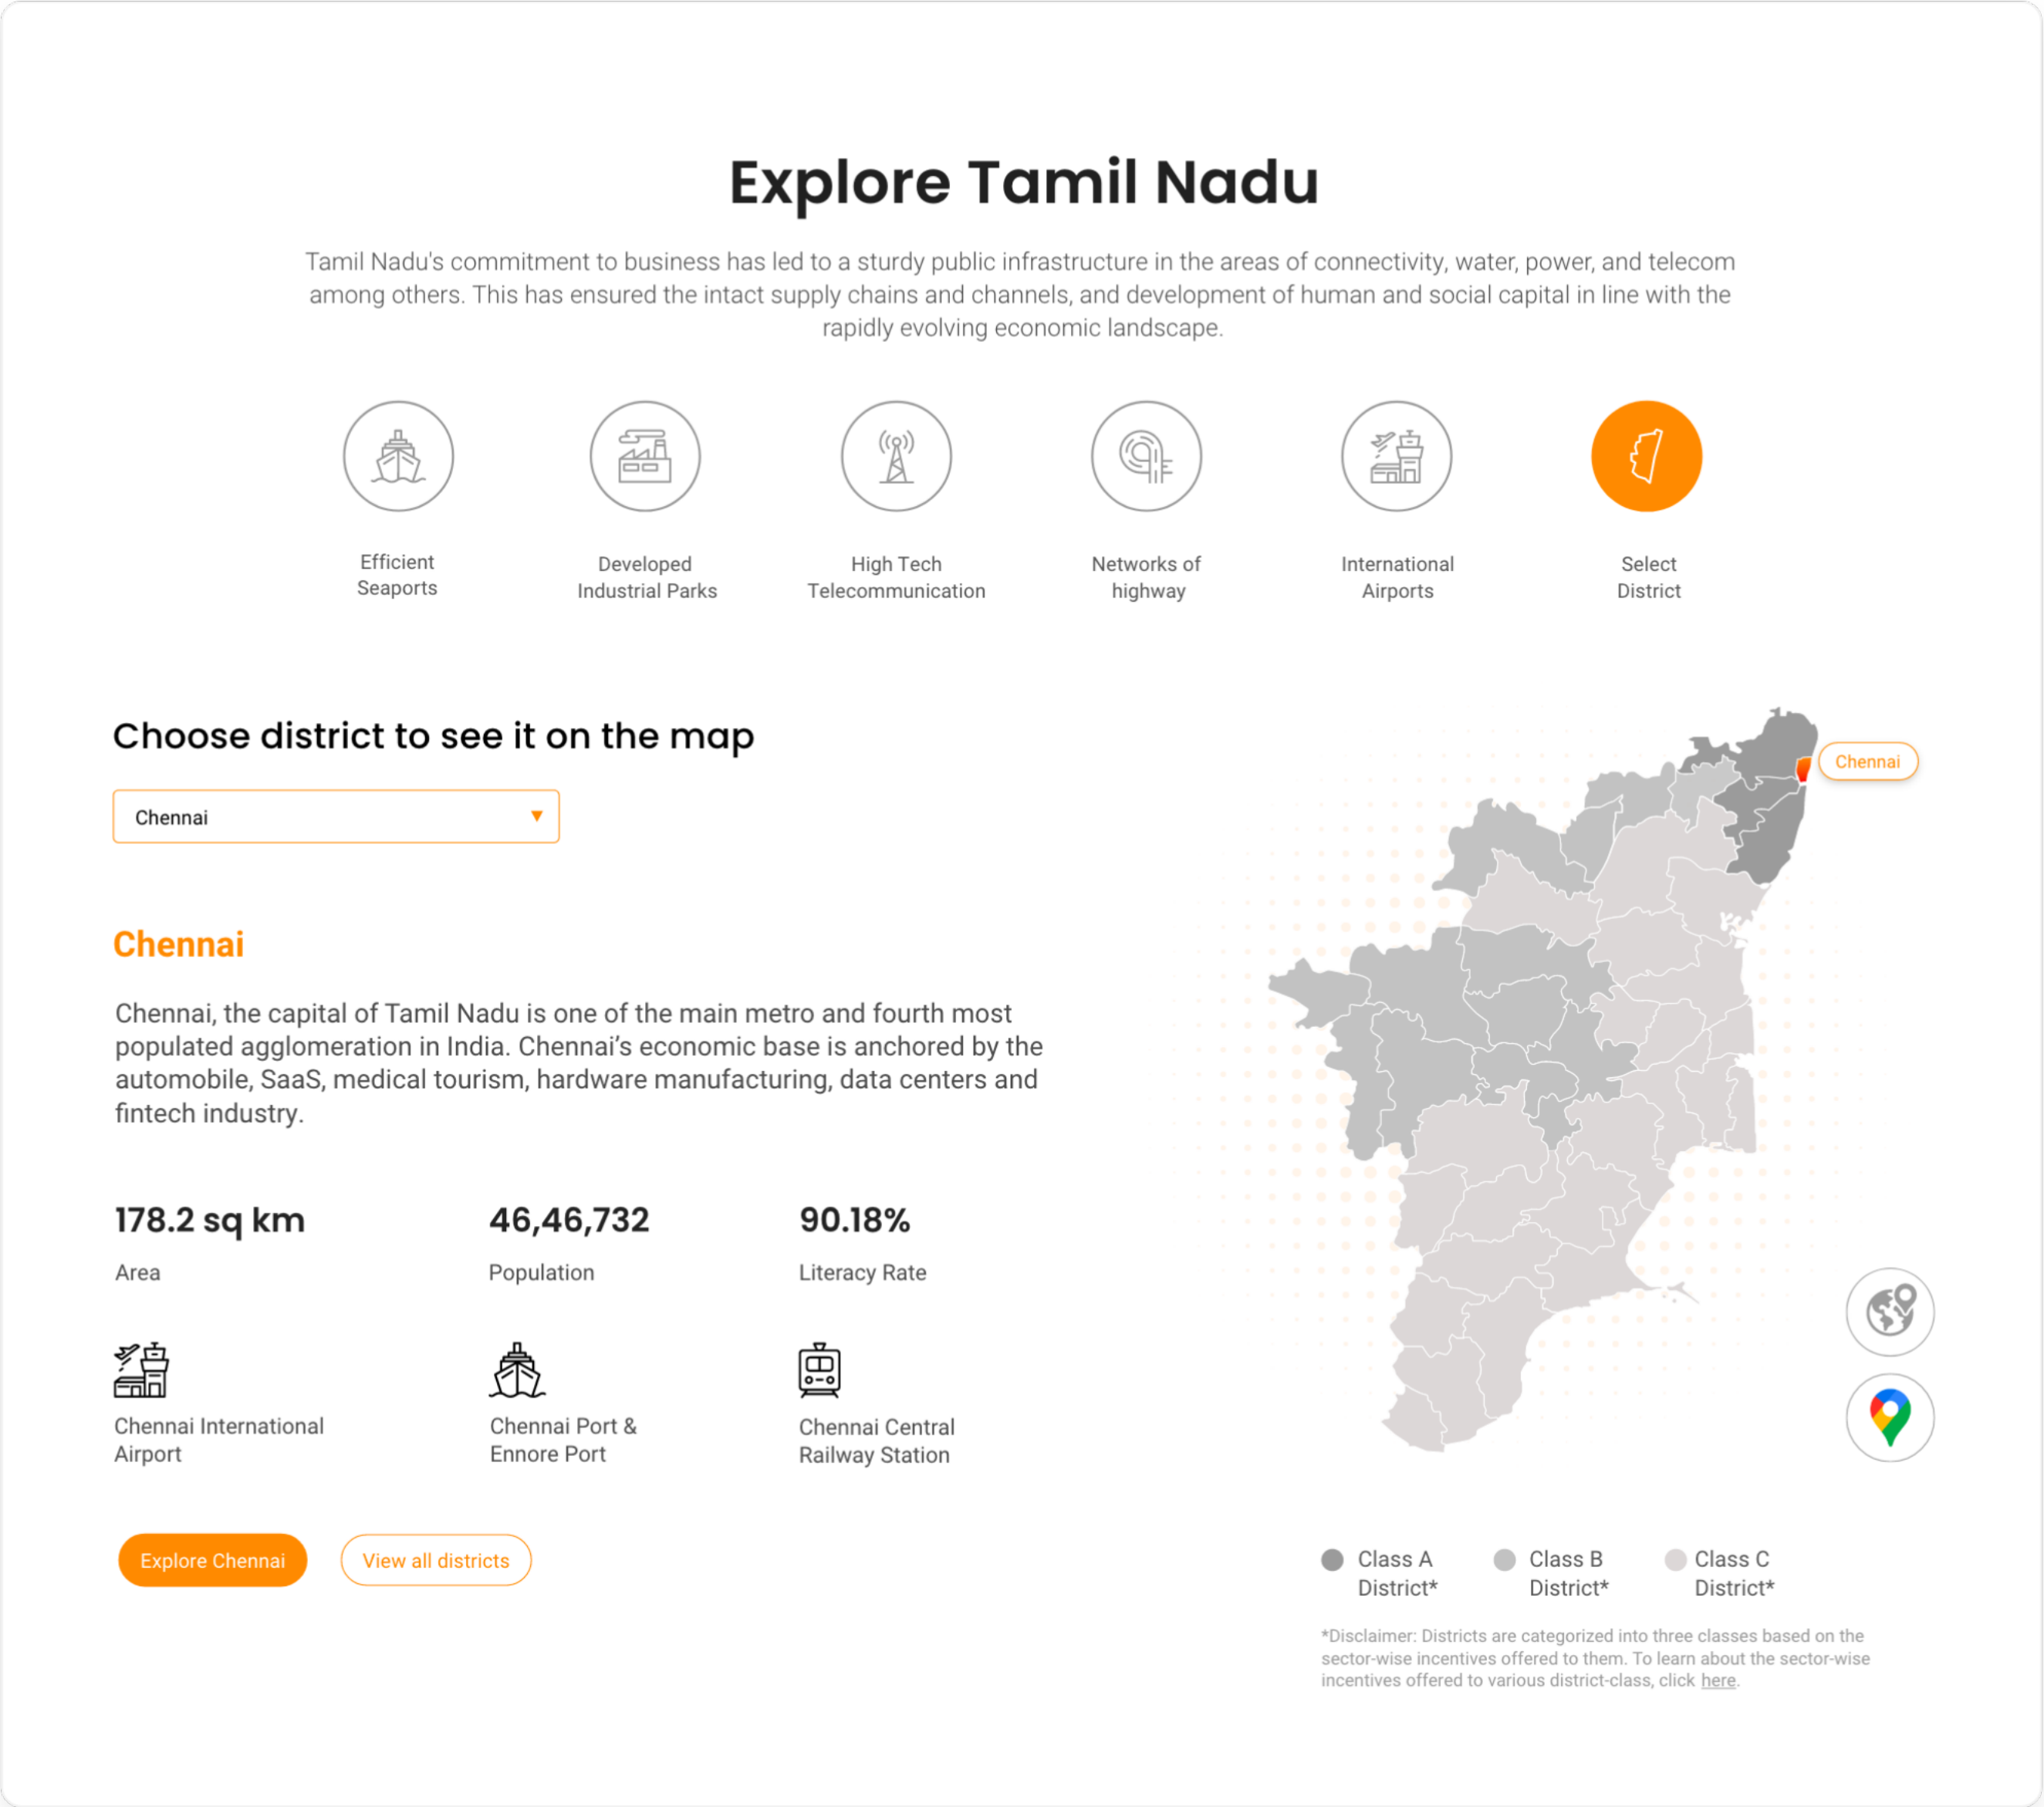 Explore Tamil Nadu
Tamil Nadu's commitment to business has led to a sturdy public infrastructure in the areas of connectivity, water, power, and telecom
among others. This has ensured the intact supply chains and channels, and development of human and social capital in line with the
rapidly evolving economic landscape.
Efficient
Seaports
Developed
Industrial Parks
High Tech
Telecommunication
Networks of
highway
International
Airports
Select
District
Choose district to see it on the map
Chennai
Chennai
Chennai, the capital of Tamil Nadu is one of the main metro and fourth most
populated agglomeration in India. Chennai’s economic base is anchored by the
automobile, SaaS, medical tourism, hardware manufacturing, data centers and
fintech industry.
178.2 sq km
Area
46,46,732
Population
90.18%
Literacy Rate
Chennai International
Airport
Chennai Port &
Ennore Port
Chennai Central
Railway Station
Explore Chennai
View all districts
Chennai
Class A
District*
Class B
District*
Class C
District*
*Disclaimer: Districts are categorized into three classes based on the
sector-wise incentives offered to them. To learn about the sector-wise
incentives offered to various district-class, click here.